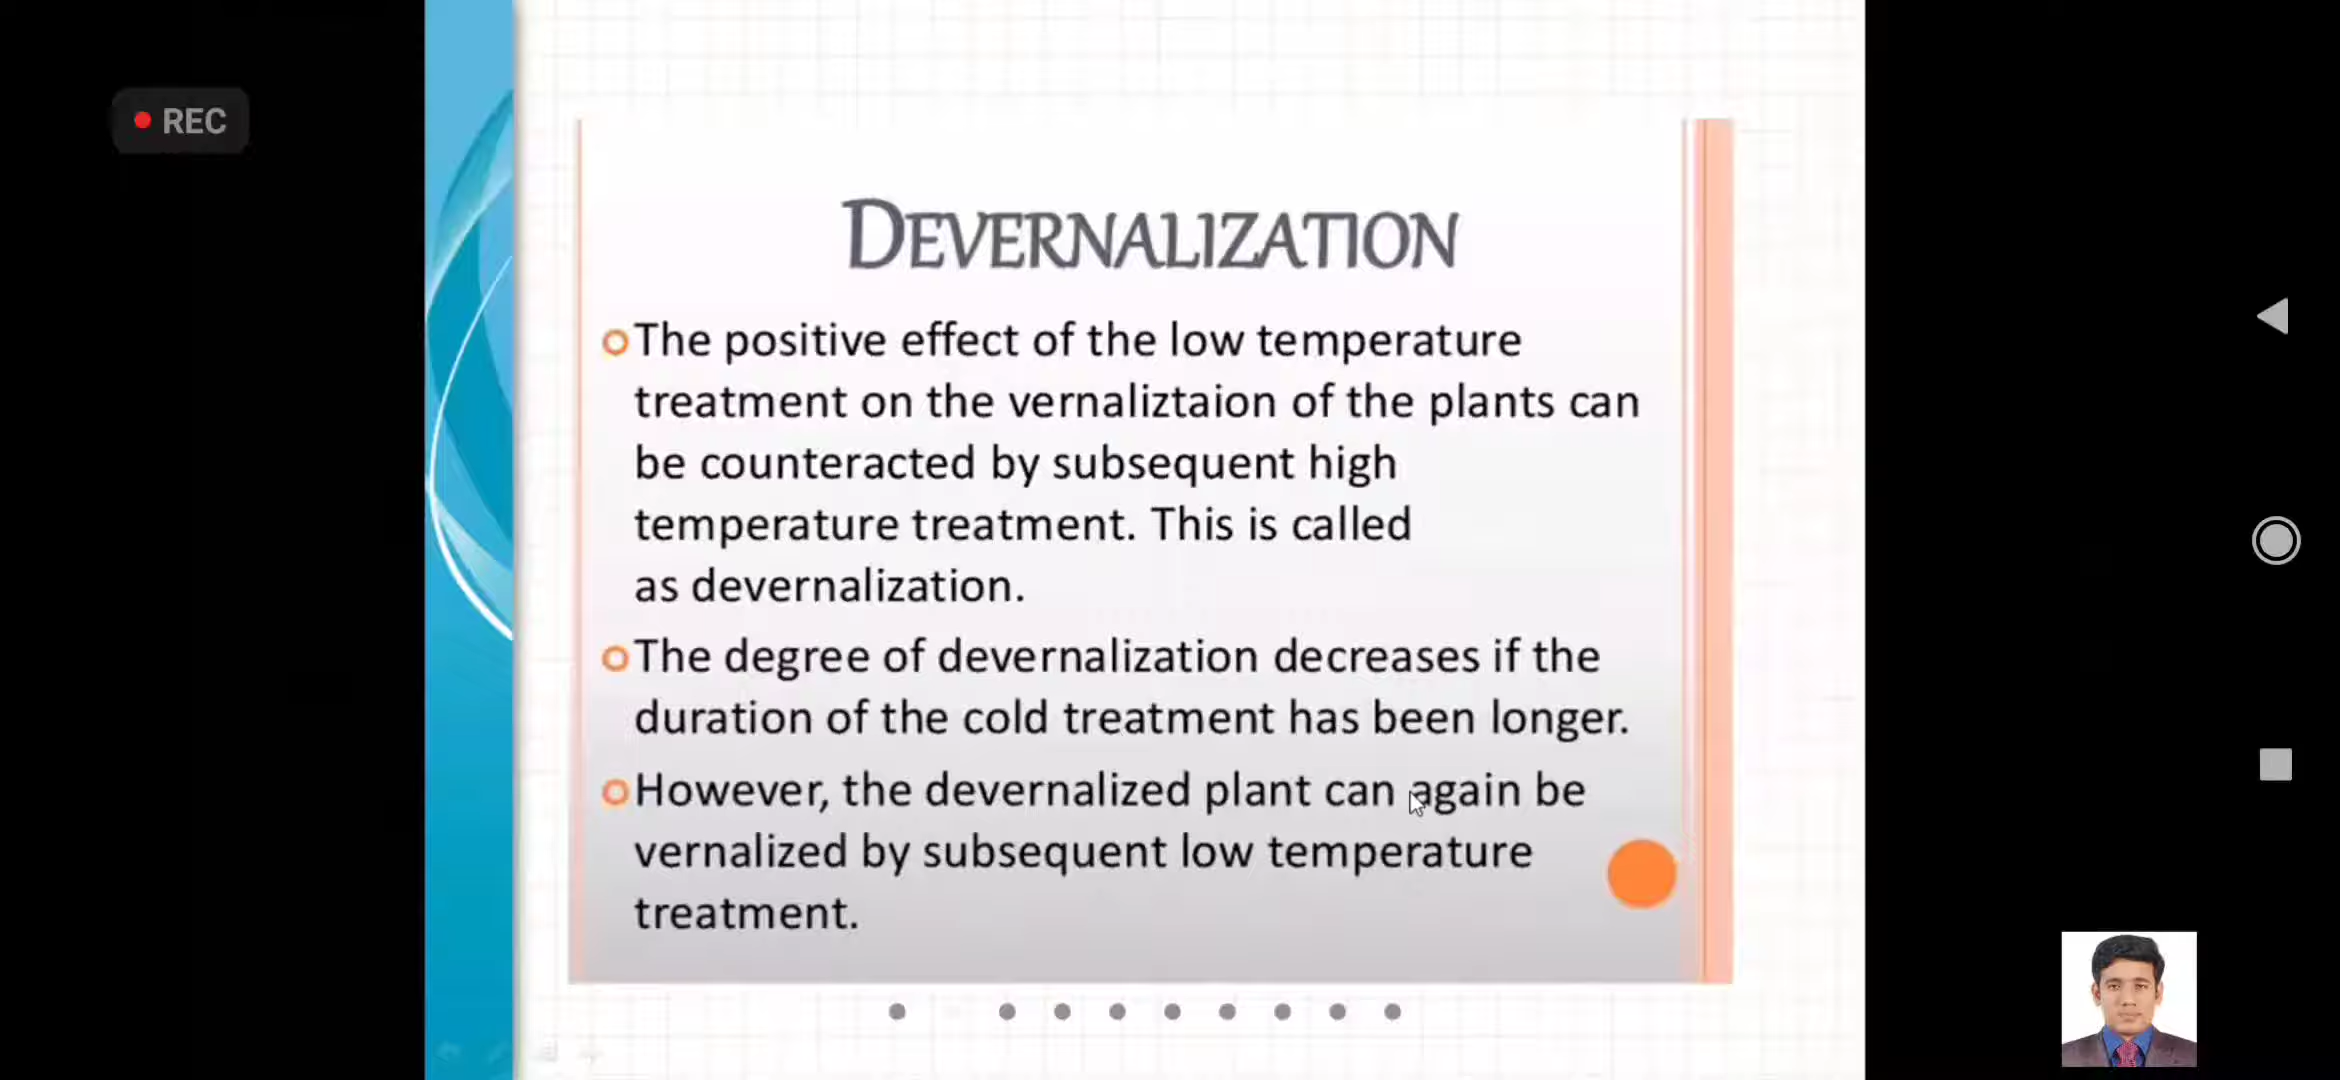 REC
DEVERNALIZATION
The positive effect of the low temperature
treatment on the vernaliztaion of the plants can
be counteracted by subsequent high
temperature treatment. This is called
as devernalization.
The degree of devernalization decreases if the
duration of the cold treatment has been longer.
However, the devernalized plant can again be
vernalized by subsequent low temperature
treatment.